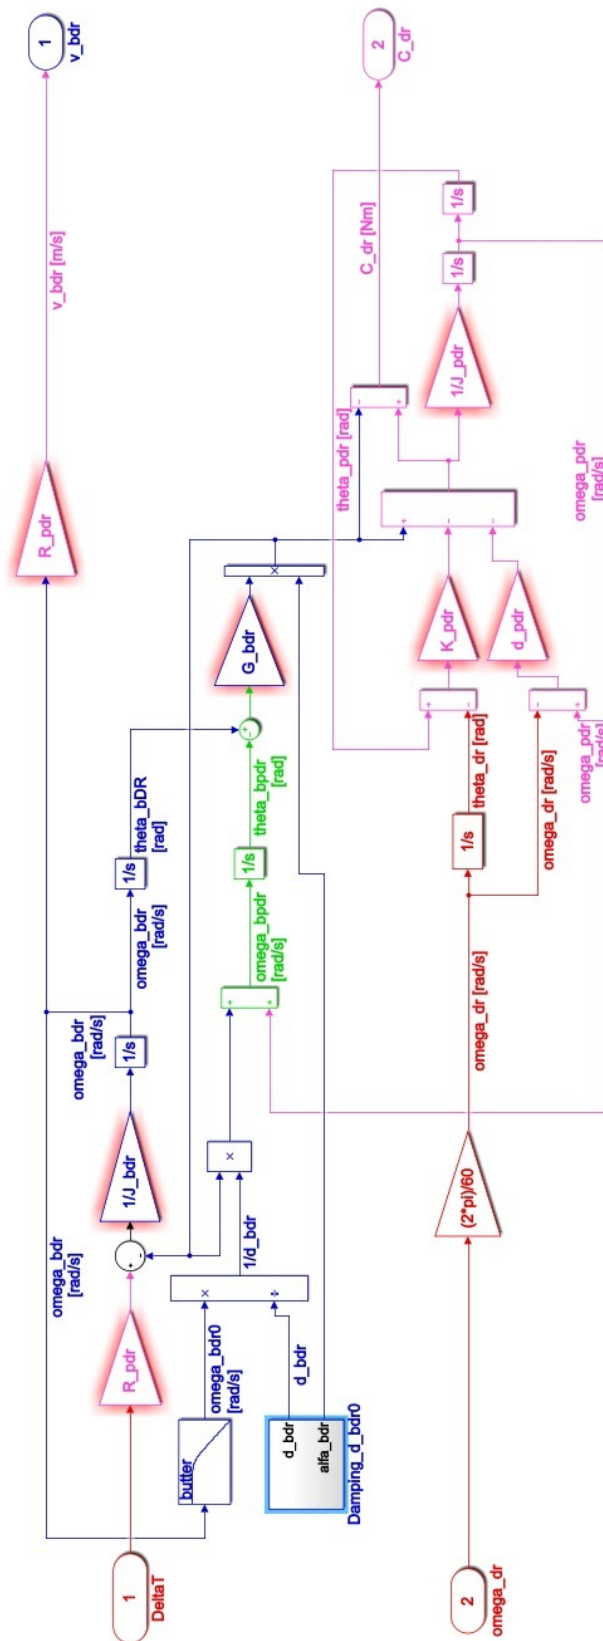 1
DeltaT
R_pdr
+
-
1/J_bdr
omega_bdr
[rad/s]
1/s
omega_bdr
[rad/s]
omega_bdr
[rad/s]
1/s
theta_bDR
[rad]
R_pdr
v_bdr [m/s]
1
v_bdr
butter
omega_bdr0
[rad/s]
d_bdr
alfa_bdr
Damping_d_bdr0
d_bdr
×
÷
1/d_bdr
×
+
+
omega_bpdr
[rad/s]
1/s
theta_bpdr
[rad]
+
-
G_bdr
×
2
omega_dr
(2*pi)/60
omega_dr [rad/s]
1/s
theta_dr [rad]
omega_dr [rad/s]
omega_pdr
[rad/s]
+
-
-
+
K_pdr
d_pdr
+
-
-
theta_pdr [rad]
-
+
1/J_pdr
1/s
1/s
omega_pdr
[rad/s]
C_dr [Nm]
2
C_dr